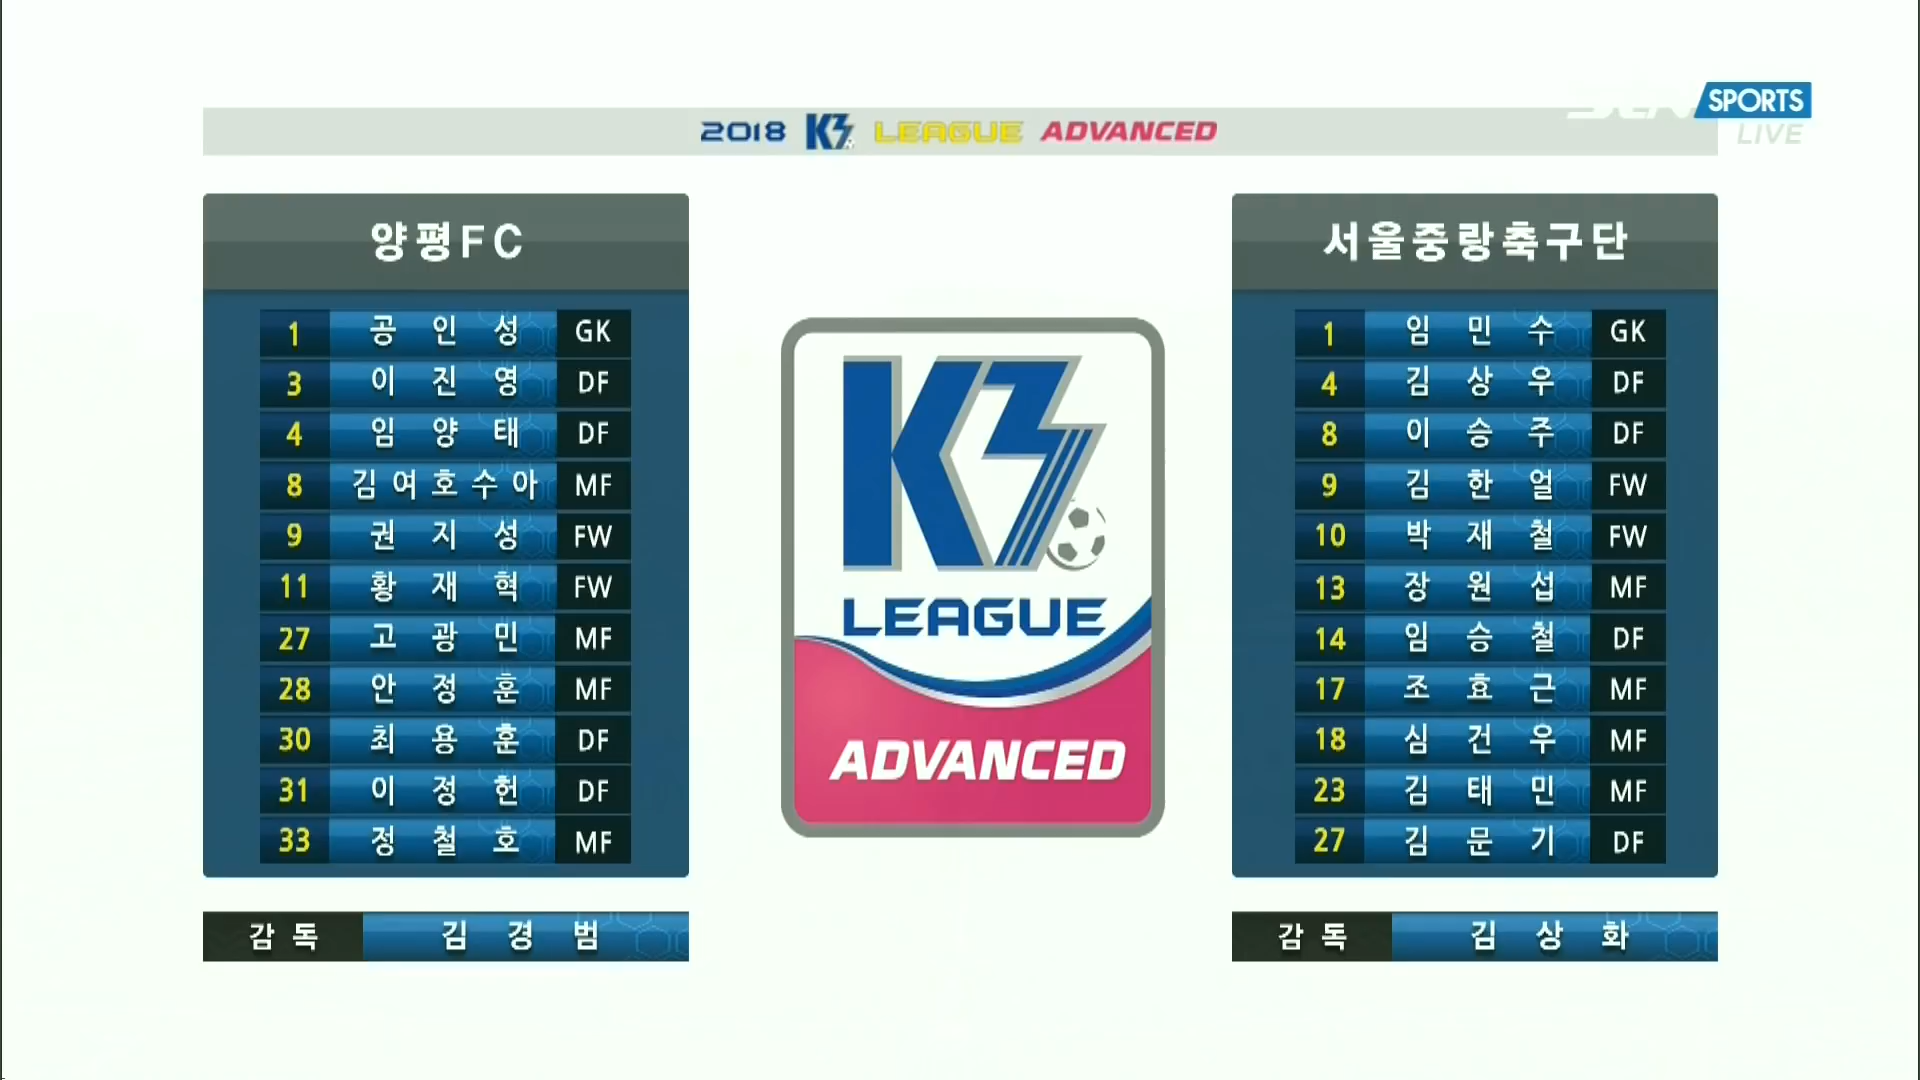 2018 K3 LEAGUE ADVANCED
SPORTS
LIVE
양평FC
1 공인성 GK
3 이진영 DF
4 임양태 DF
8 김여호수아 MF
9 권지성 FW
11 황재혁 FW
27 고광민 MF
28 안정훈 MF
30 최용훈 DF
31 이정헌 DF
33 정철호 MF
감독 김경범
K3
LEAGUE
ADVANCED
서울중랑축구단
1 임민수 GK
4 김상우 DF
8 이승주 DF
9 김한얼 FW
10 박재철 FW
13 장원섭 MF
14 임승철 DF
17 조효근 MF
18 심건우 MF
23 김태민 MF
27 김문기 DF
감독 김상화